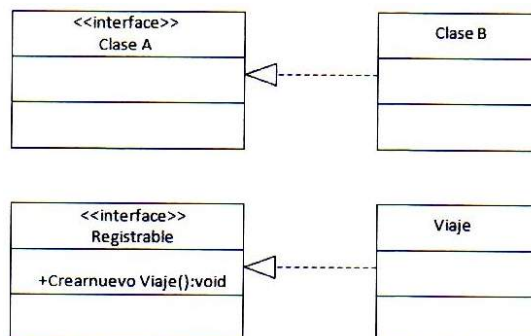 <<interface>>
Clase A
Clase B
<<interface>>
Registrable
Viaje
+Crearnuevo Viaje():void